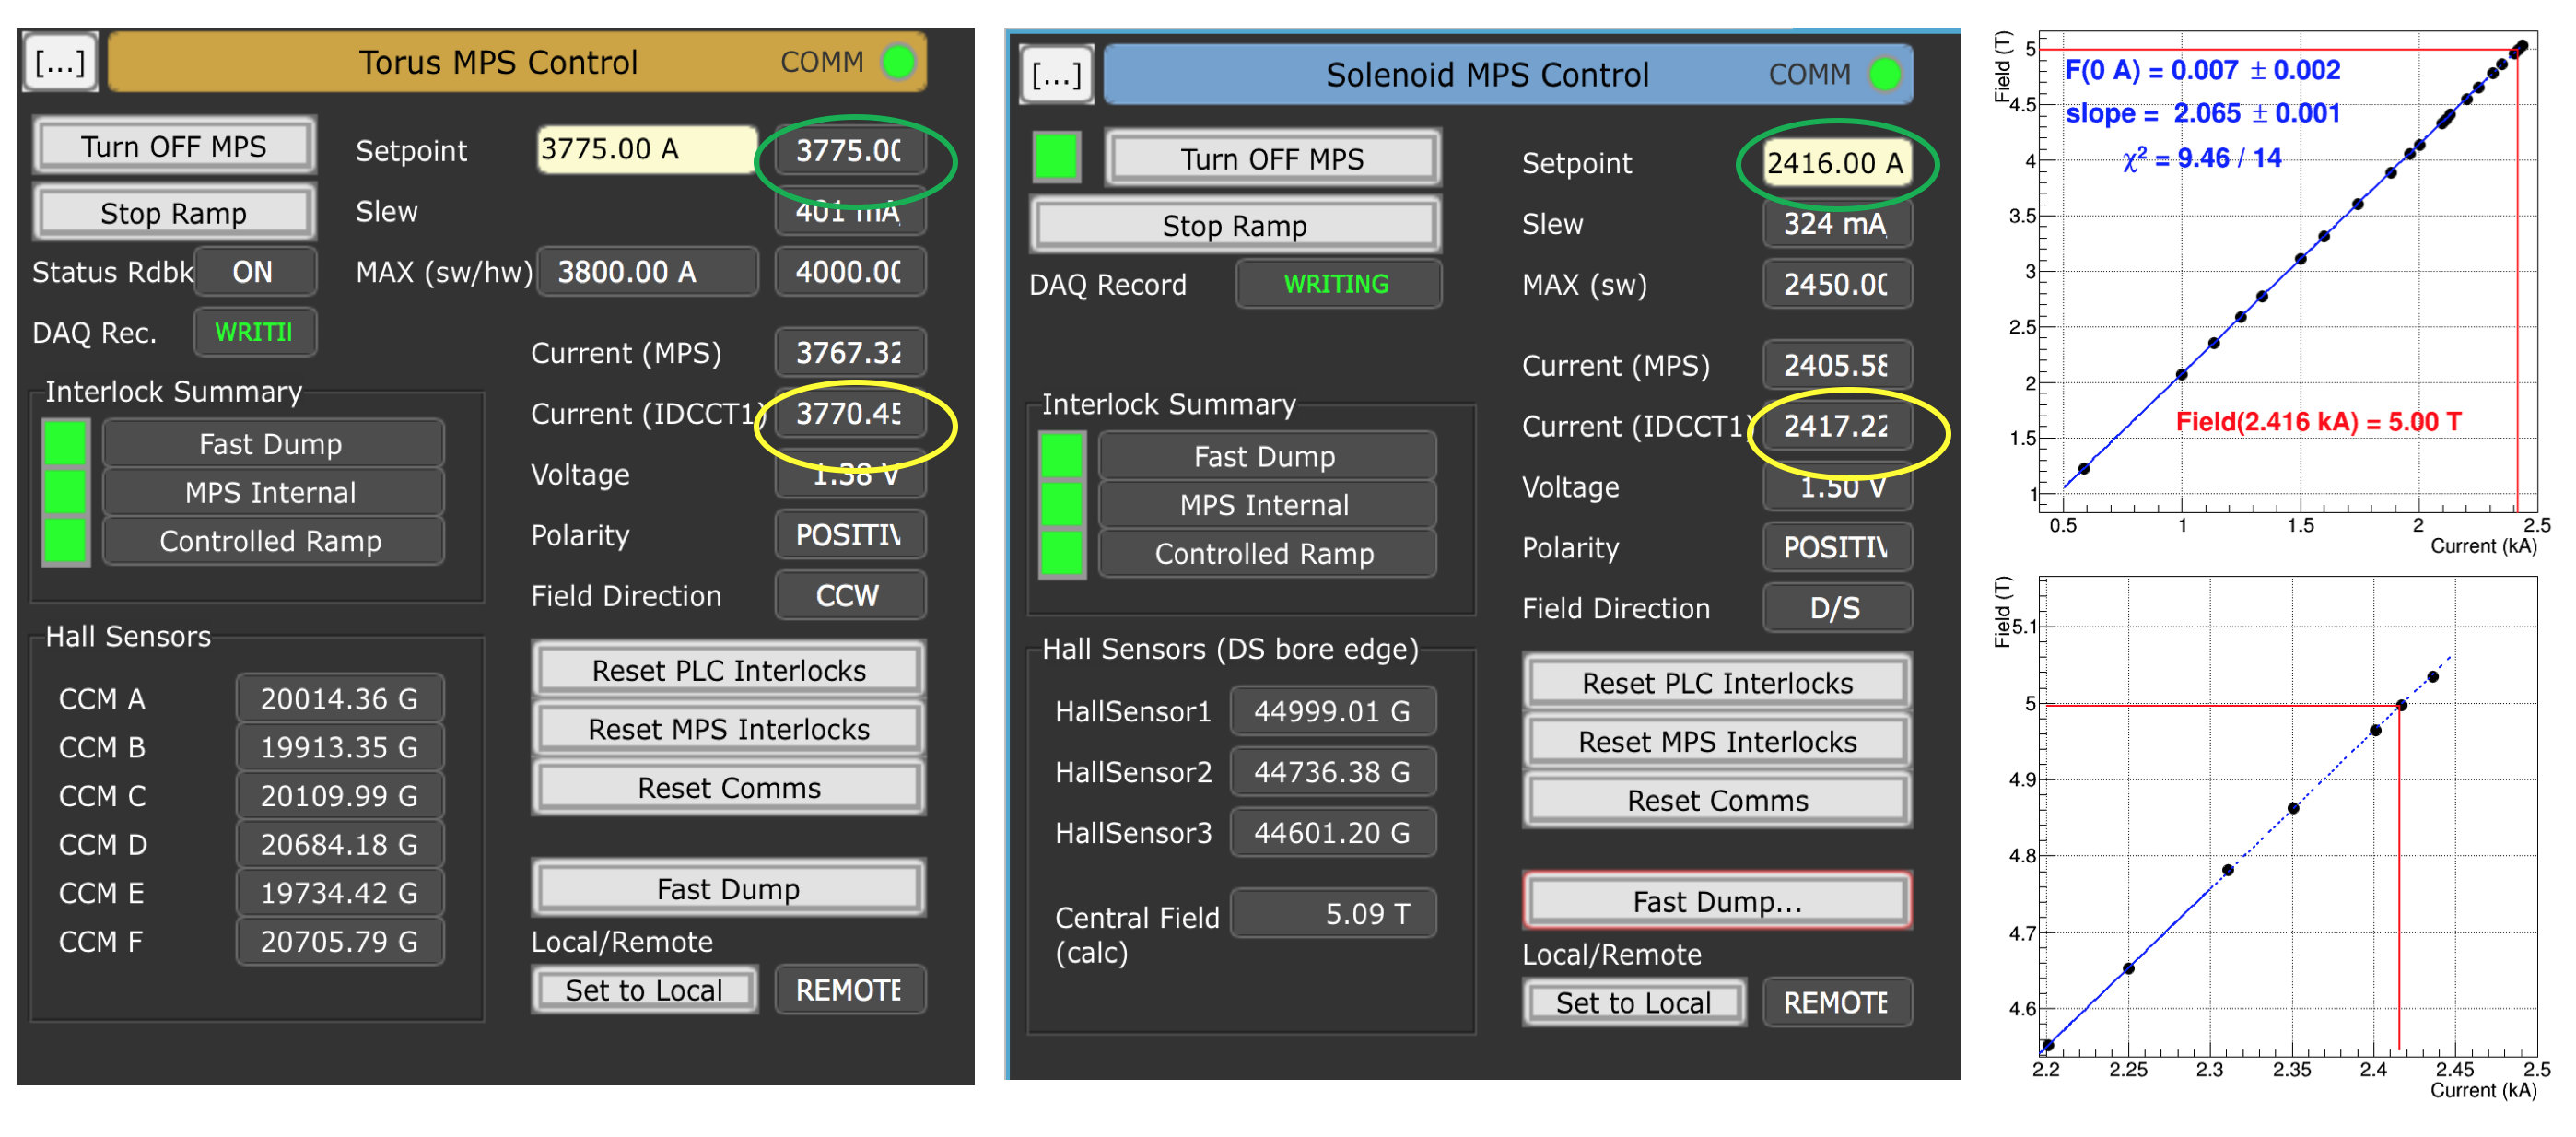 [...] Torus MPS Control COMM
Turn OFF MPS
Setpoint 3775.00 A 3775.00
Stop Ramp
Slew 401 mA
Status Rdbk ON
MAX (sw/hw) 3800.00 A 4000.00
DAQ Rec. WRITII
Current (MPS) 3767.32
Interlock Summary
Current (IDCCT1) 3770.45
Fast Dump
MPS Internal
Controlled Ramp
Voltage 1.38 V
Polarity POSITIV
Field Direction CCW
Hall Sensors
CCM A 20014.36 G
CCM B 19913.35 G
CCM C 20109.99 G
CCM D 20684.18 G
CCM E 19734.42 G
CCM F 20705.79 G
Reset PLC Interlocks
Reset MPS Interlocks
Reset Comms
Fast Dump
Local/Remote
Set to Local REMOTE
[...] Solenoid MPS Control COMM
Turn OFF MPS
Setpoint 2416.00 A
Stop Ramp
Slew 324 mA
DAQ Record WRITING
MAX (sw) 2450.00
Current (MPS) 2405.58
Interlock Summary
Current (IDCCT1) 2417.22
Fast Dump
MPS Internal
Controlled Ramp
Voltage 1.50 V
Polarity POSITIV
Field Direction D/S
Hall Sensors (DS bore edge)
HallSensor1 44999.01 G
HallSensor2 44736.38 G
HallSensor3 44601.20 G
Central Field (calc) 5.09 T
Reset PLC Interlocks
Reset MPS Interlocks
Reset Comms
Fast Dump...
Local/Remote
Set to Local REMOTE
Field (T)
F(0 A) = 0.007 ± 0.002
slope = 2.065 ± 0.001
χ² = 9.46 / 14
Field(2.416 kA) = 5.00 T
5
4.5
4
3.5
3
2.5
2
1.5
1
0.5 1 1.5 2 2.5
Current (kA)
Field (T)
5.1
5
4.9
4.8
4.7
4.6
2.2 2.25 2.3 2.35 2.4 2.45 2.5
Current (kA)